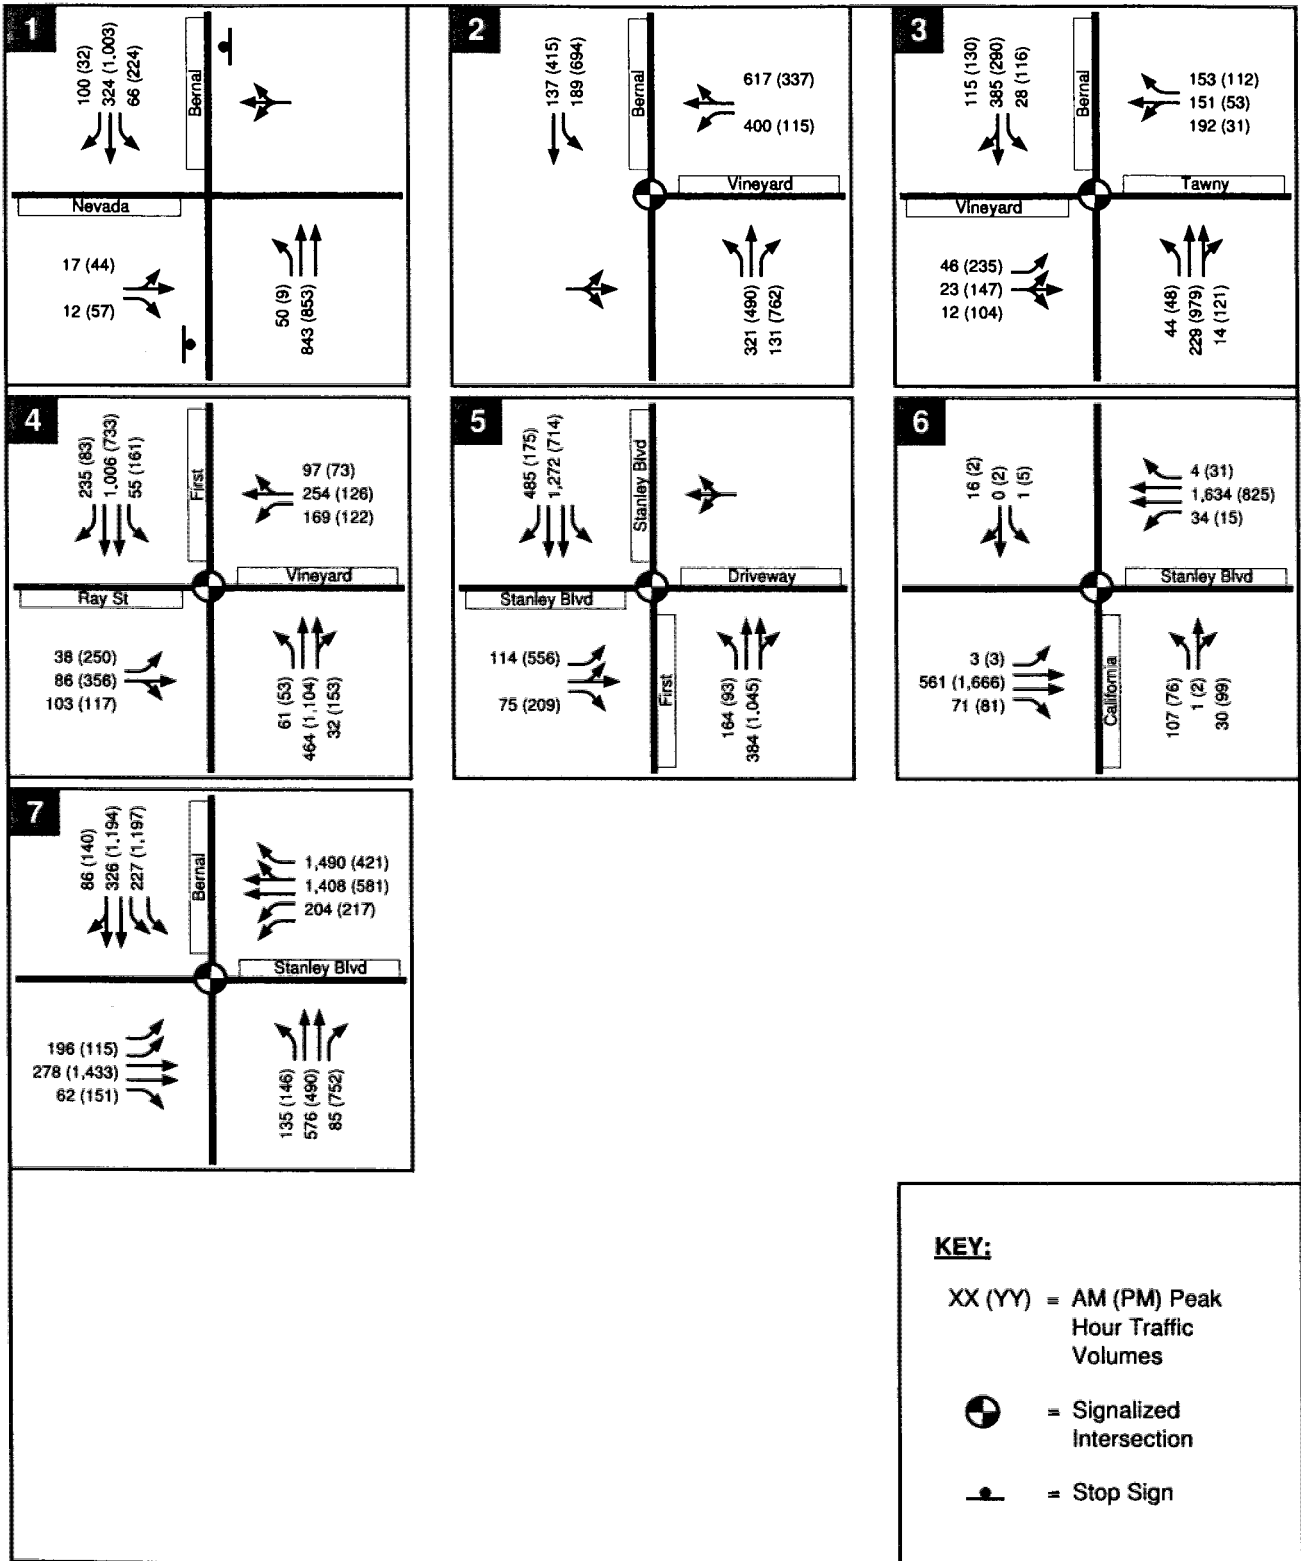 1
100 (32)
324 (1,003)
66 (224)
Bernal
Nevada
17 (44)
12 (57)
50 (9)
843 (853)
2
137 (415)
189 (694)
Bernal
617 (337)
400 (115)
Vineyard
321 (490)
131 (762)
3
115 (130)
385 (290)
28 (116)
Bernal
153 (112)
151 (53)
192 (31)
Tawny
Vineyard
46 (235)
23 (147)
12 (104)
44 (48)
229 (979)
14 (121)
4
235 (83)
1,006 (733)
55 (161)
First
97 (73)
254 (126)
169 (122)
Vineyard
Ray St
38 (250)
86 (356)
103 (117)
61 (53)
464 (1,104)
32 (153)
5
485 (175)
1,272 (714)
Stanley Blvd
Driveway
Stanley Blvd
114 (556)
75 (209)
First
164 (93)
384 (1,045)
6
16 (2)
0 (2)
1 (5)
4 (31)
1,634 (825)
34 (15)
Stanley Blvd
3 (3)
561 (1,666)
71 (81)
California
107 (76)
1 (2)
30 (99)
7
86 (140)
326 (1,194)
227 (1,197)
Bernal
1,490 (421)
1,408 (581)
204 (217)
Stanley Blvd
196 (115)
278 (1,433)
62 (151)
135 (146)
576 (490)
85 (752)
KEY:
XX (YY) = AM (PM) Peak
Hour Traffic
Volumes
= Signalized
Intersection
= Stop Sign